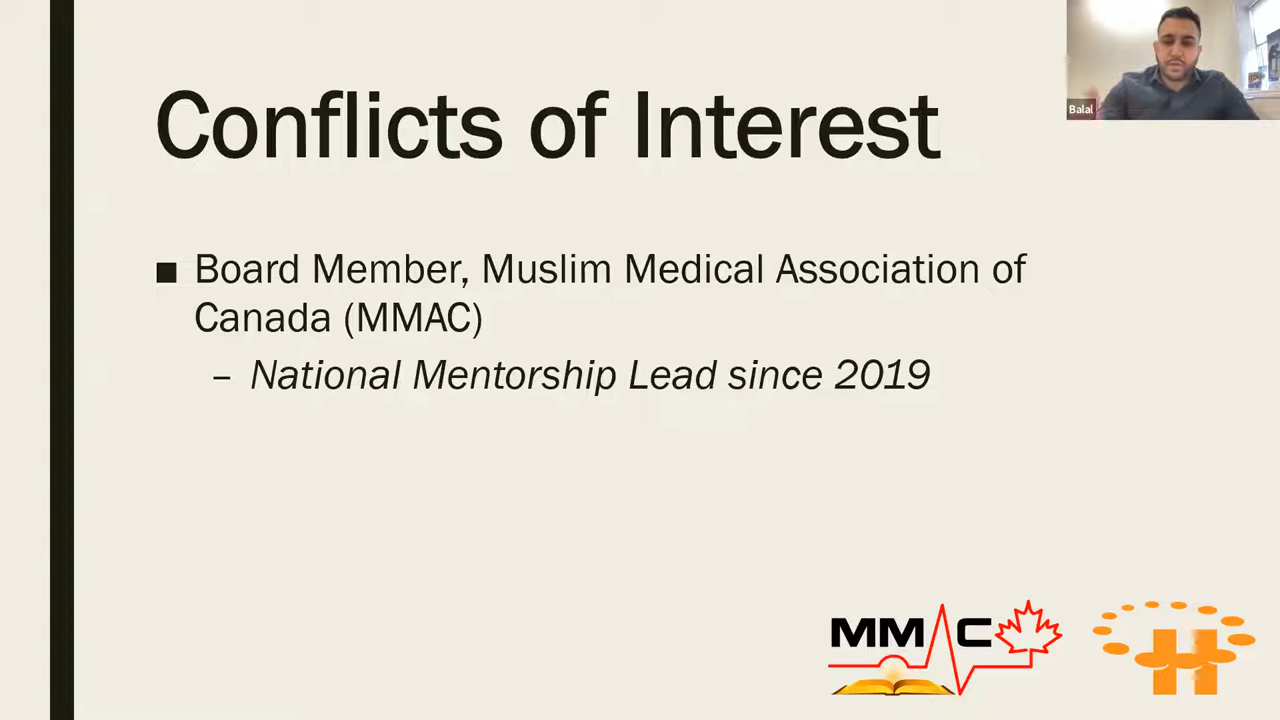 Balal
Conflicts of Interest
■ Board Member, Muslim Medical Association of
Canada (MMAC)
– National Mentorship Lead since 2019
MMAC
H